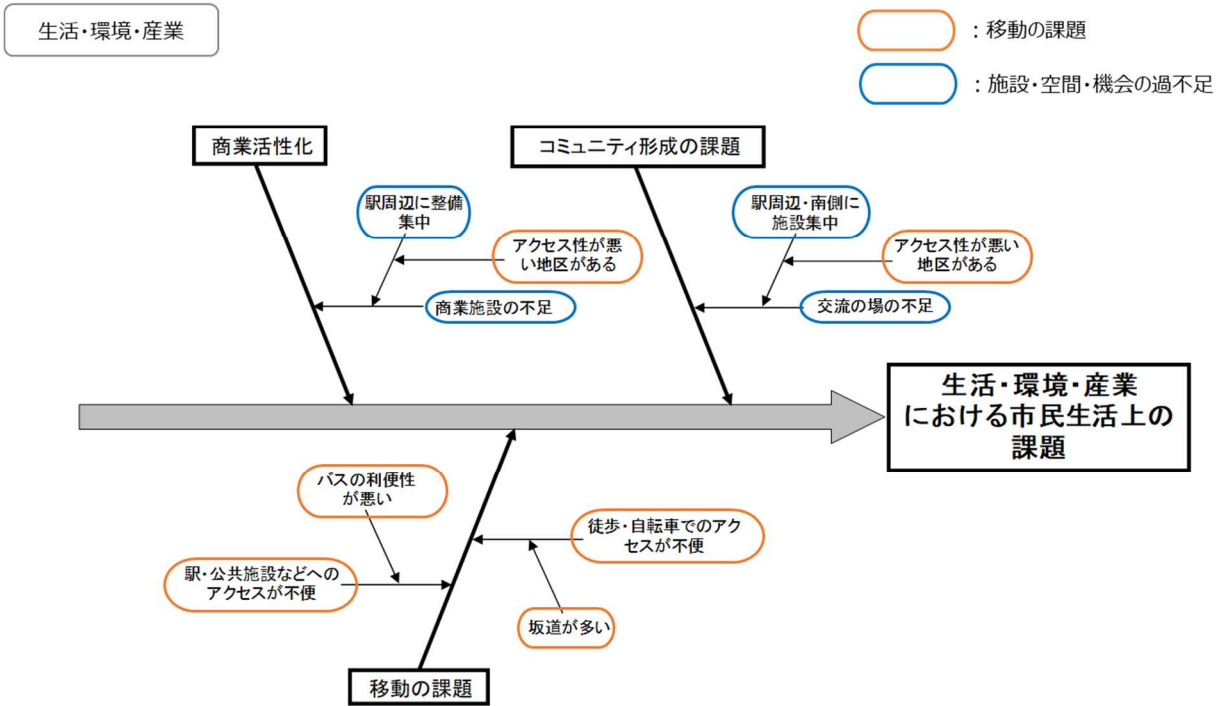 生活・環境・産業
：移動の課題
：施設・空間・機会の過不足
商業活性化
コミュニティ形成の課題
駅周辺に整備
集中
アクセス性が悪
い地区がある
商業施設の不足
駅周辺・南側に
施設集中
アクセス性が悪い
地区がある
交流の場の不足
生活・環境・産業
における市民生活上の
課題
バスの利便性
が悪い
徒歩・自転車でのアク
セスが不便
駅・公共施設などへの
アクセスが不便
坂道が多い
移動の課題